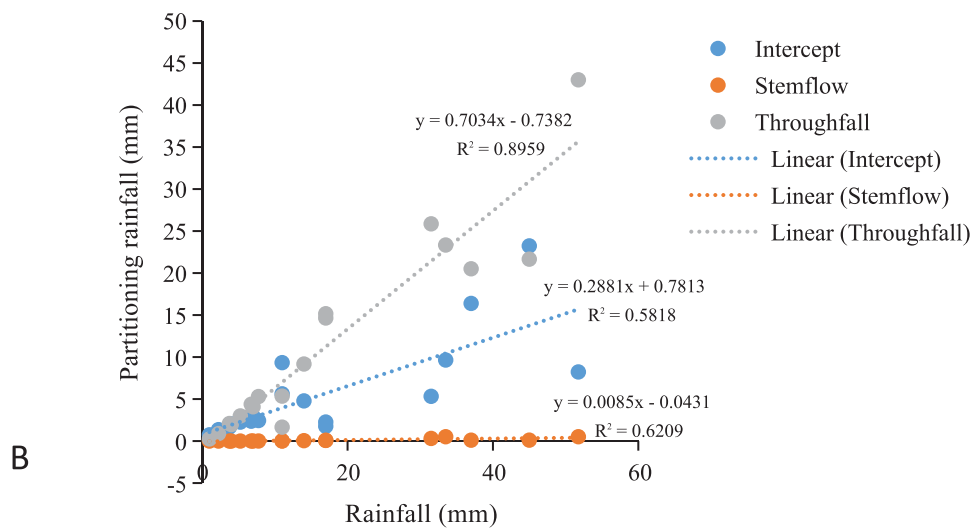 50
45
40
35
30
25
20
15
10
5
0
-5
Partitioning rainfall (mm)
0
20
40
60
Rainfall (mm)
y = 0.7034x - 0.7382
R² = 0.8959
y = 0.2881x + 0.7813
R² = 0.5818
y = 0.0085x - 0.0431
R² = 0.6209
Intercept
Stemflow
Throughfall
Linear (Intercept)
Linear (Stemflow)
Linear (Throughfall)
B